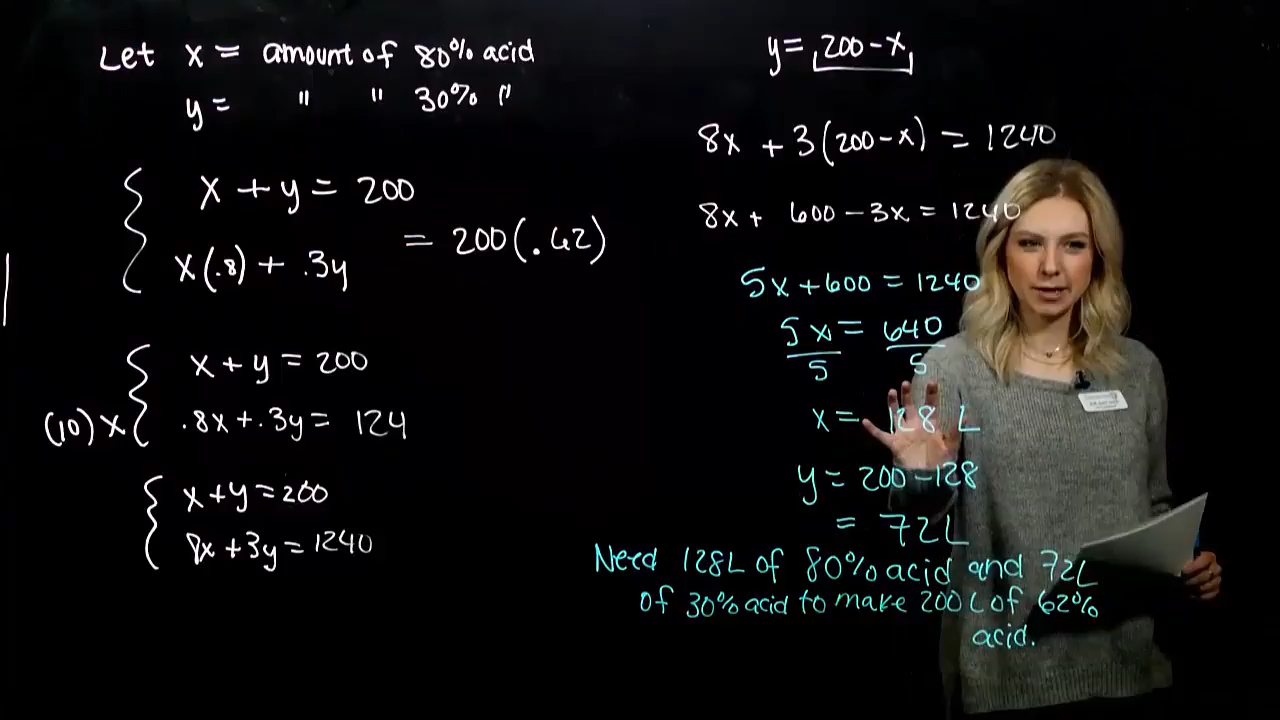 Let x = amount of 80% acid
y = " " 30% "
x + y = 200
x(.8) + .3y = 200(.62)
x + y = 200
(10) x .8x + .3y = 124
x + y = 200
8x + 3y = 1240
y = 200 - x
8x + 3(200 - x) = 1240
8x + 600 - 3x = 1240
5x + 600 = 1240
5x = 640
5 5
x = 128 L
y = 200 - 128
= 72L
Need 128L of 80% acid and 72L
of 30% acid to make 200 L of 62%
acid.